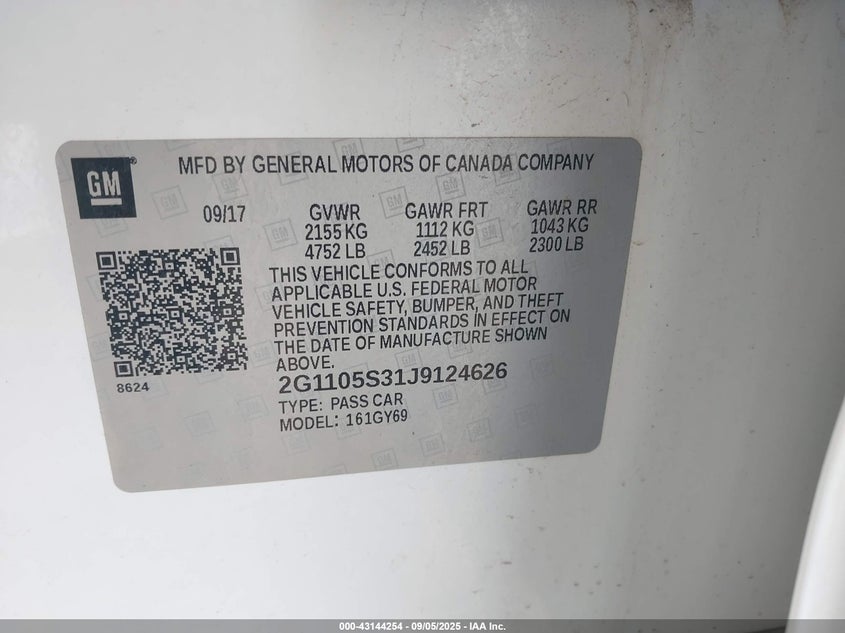 GM
MFD BY GENERAL MOTORS OF CANADA COMPANY
09/17
GVWR
2155 KG
4752 LB
GAWR FRT
1112 KG
2452 LB
GAWR RR
1043 KG
2300 LB
THIS VEHICLE CONFORMS TO ALL
APPLICABLE U.S. FEDERAL MOTOR
VEHICLE SAFETY, BUMPER, AND THEFT
PREVENTION STANDARDS IN EFFECT ON
THE DATE OF MANUFACTURE SHOWN
ABOVE.
8624
2G1105S31J9124626
TYPE: PASS CAR
MODEL: 161GY69
000-43144254 - 09/05/2025 - IAA Inc.